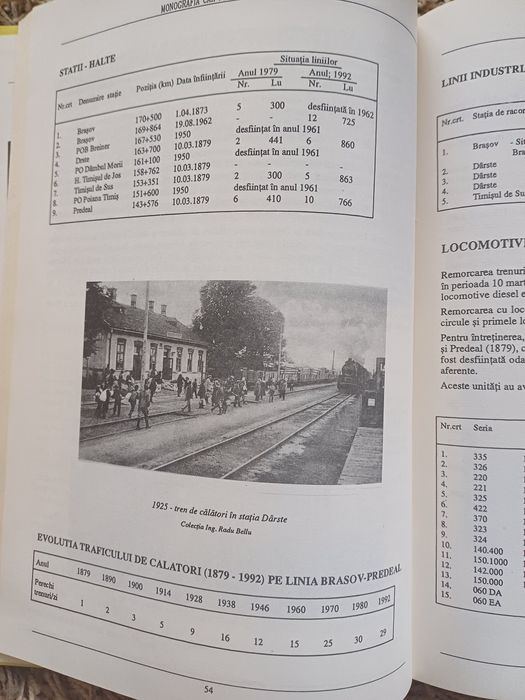 MONOGRAFIA
STATII - HALTE
Situația liniilor
Nr.crt Denumire stație Poziția (km) Data înființării Anul 1979 Anul; 1992
Nr. Lu Nr. Lu
1. Brașov 170+500 1.04.1873 5 300 desființată în 1962
2. Brașov 169+864 19.08.1962 - - 12 725
3. POB Breiner 167+530 1950 desființat în anul 1961
4. 163+700 10.03.1879 2 441 6 860
5. PO Dâmbul Morii 161+100 1950 desființat în anul 1961
6. H. Timișul de Jos 158+762 10.03.1879
7. Timișul de Sus 153+351 10.03.1879 2 300 5 863
8. PO Poiana Timiș 151+600 1950 desființat în anul 1961
9. Predeal 143+576 10.03.1879 6 410 10 766
1925 - tren de călători în stația Dârste
Colecția Ing. Radu Bellu
EVOLUTIA TRAFICULUI DE CALATORI (1879 - 1992) PE LINIA BRASOV-PREDEAL
Anul 1879 1890 1900 1914 1928 1938 1946 1960 1970 1980 1992
Perechi trenuri/zi 1 2 3 5 9 16 12 15 25 30 29
54
LINII INDUSTRI
Nr.crt. Stația de racor
1. Brașov - Si
Bra
2. Dârste
3. Dârste
4. Dârste
5. Timișul de Su
LOCOMOTIV
Remorcarea trenuri
în perioada 10 mart
locomotive diesel e
Remorcarea cu loc
circule și primele lo
Pentru întreținerea,
și Predeal (1879), c
fost desființată oda
aferente.
Aceste unități au av
Nr.crt Seria
1. 335
2. 326
3. 220
4. 221
5. 325
6. 422
7. 370
8. 323
9. 324
10. 140.400
11. 150.1000
12. 142.000
13. 150.000
14. 060 DA
15. 060 EA